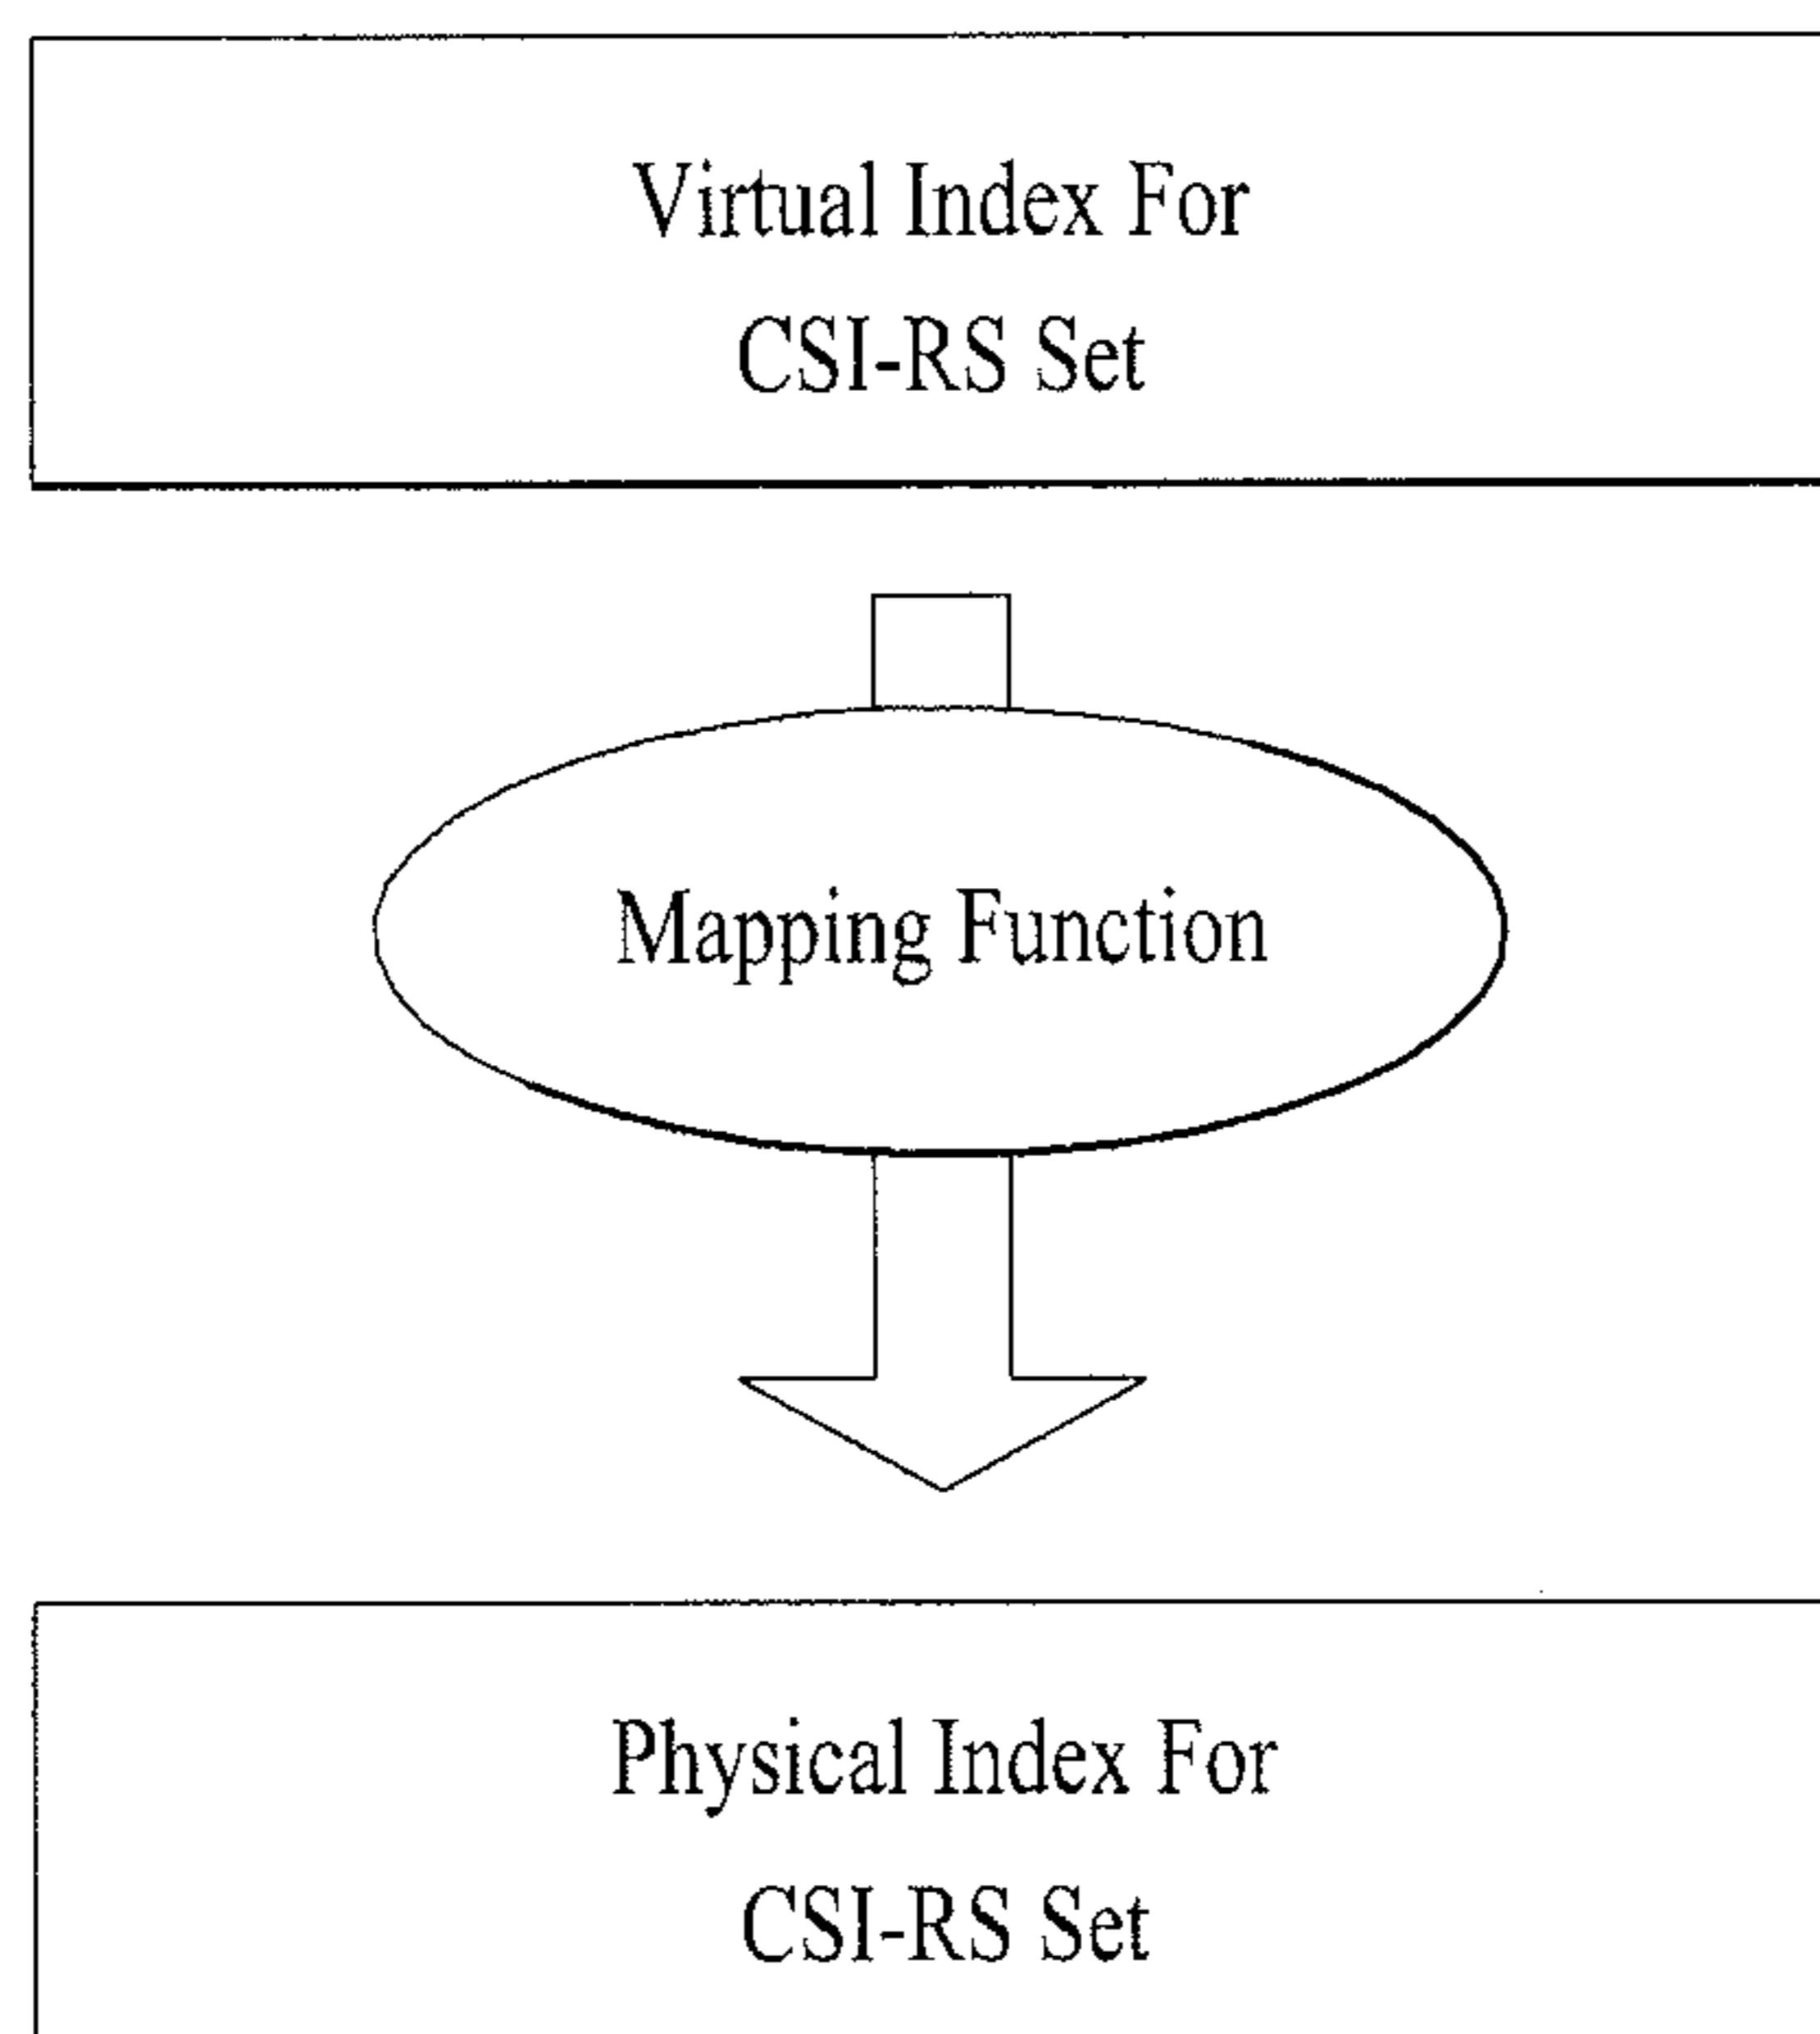 Virtual Index For
CSI-RS Set
Mapping Function
Physical Index For
CSI-RS Set